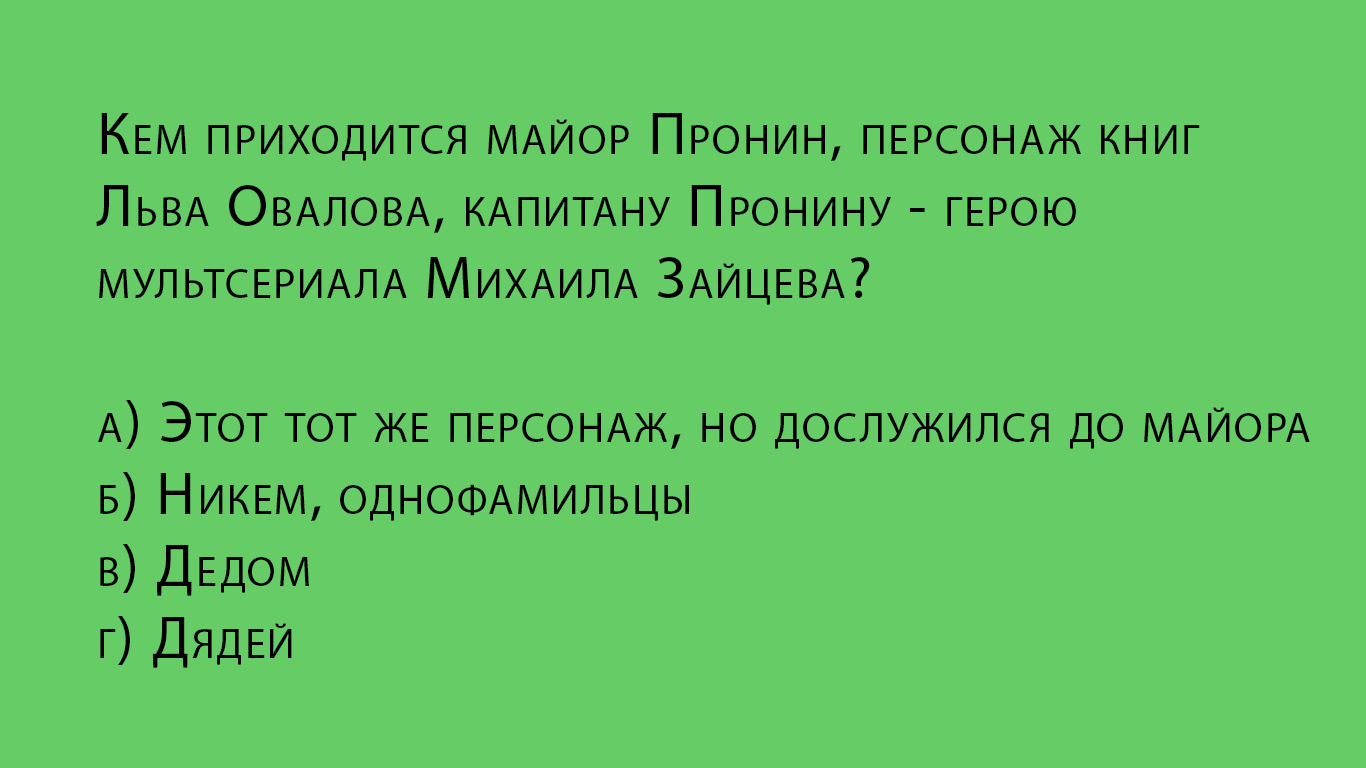 Кем приходится майор Пронин, персонаж книг
Льва Овалова, капитану Пронину - герою
мультсериала Михаила Зайцева?
а) Этот тот же персонаж, но дослужился до майора
б) Никем, однофамильцы
в) Дедом
г) Дядей